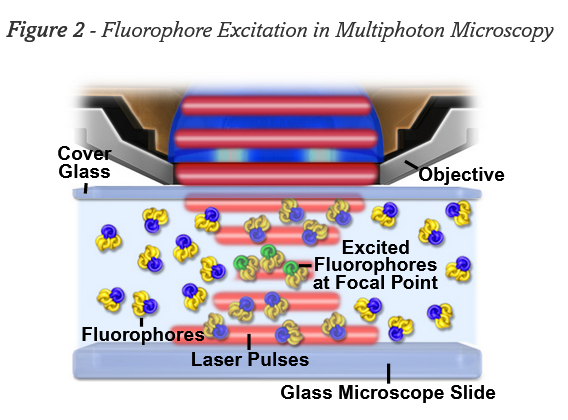 Figure 2 - Fluorophore Excitation in Multiphoton Microscopy
Cover
Glass
Objective
Excited
Fluorophores
at Focal Point
Fluorophores
Laser Pulses
Glass Microscope Slide